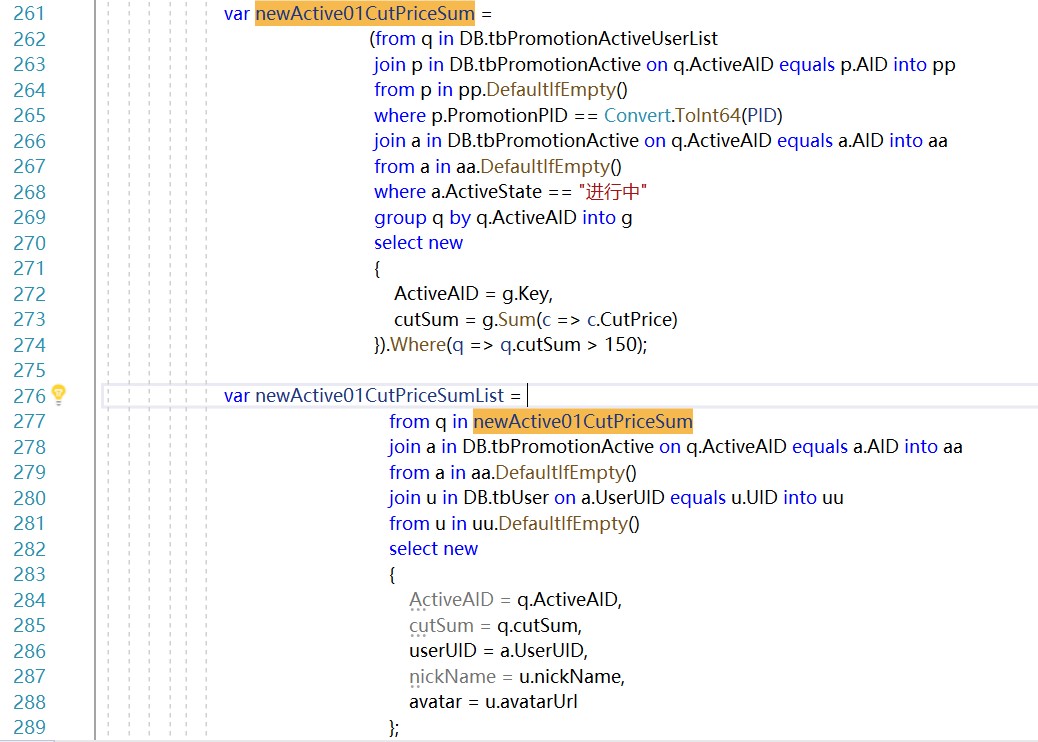 261 var newActive01CutPriceSum =
262 (from q in DB.tbPromotionActiveUserList
263 join p in DB.tbPromotionActive on q.ActiveAID equals p.AID into pp
264 from p in pp.DefaultIfEmpty()
265 where p.PromotionPID == Convert.ToInt64(PID)
266 join a in DB.tbPromotionActive on q.ActiveAID equals a.AID into aa
267 from a in aa.DefaultIfEmpty()
268 where a.ActiveState == "进行中"
269 group q by q.ActiveAID into g
270 select new
271 {
272 ActiveAID = g.Key,
273 cutSum = g.Sum(c => c.CutPrice)
274 }).Where(q => q.cutSum > 150);
275
276 var newActive01CutPriceSumList =
277 from q in newActive01CutPriceSum
278 join a in DB.tbPromotionActive on q.ActiveAID equals a.AID into aa
279 from a in aa.DefaultIfEmpty()
280 join u in DB.tbUser on a.UserUID equals u.UID into uu
281 from u in uu.DefaultIfEmpty()
282 select new
283 {
284 ActiveAID = q.ActiveAID,
285 cutSum = q.cutSum,
286 userUID = a.UserUID,
287 nickName = u.nickName,
288 avatar = u.avatarUrl
289 };